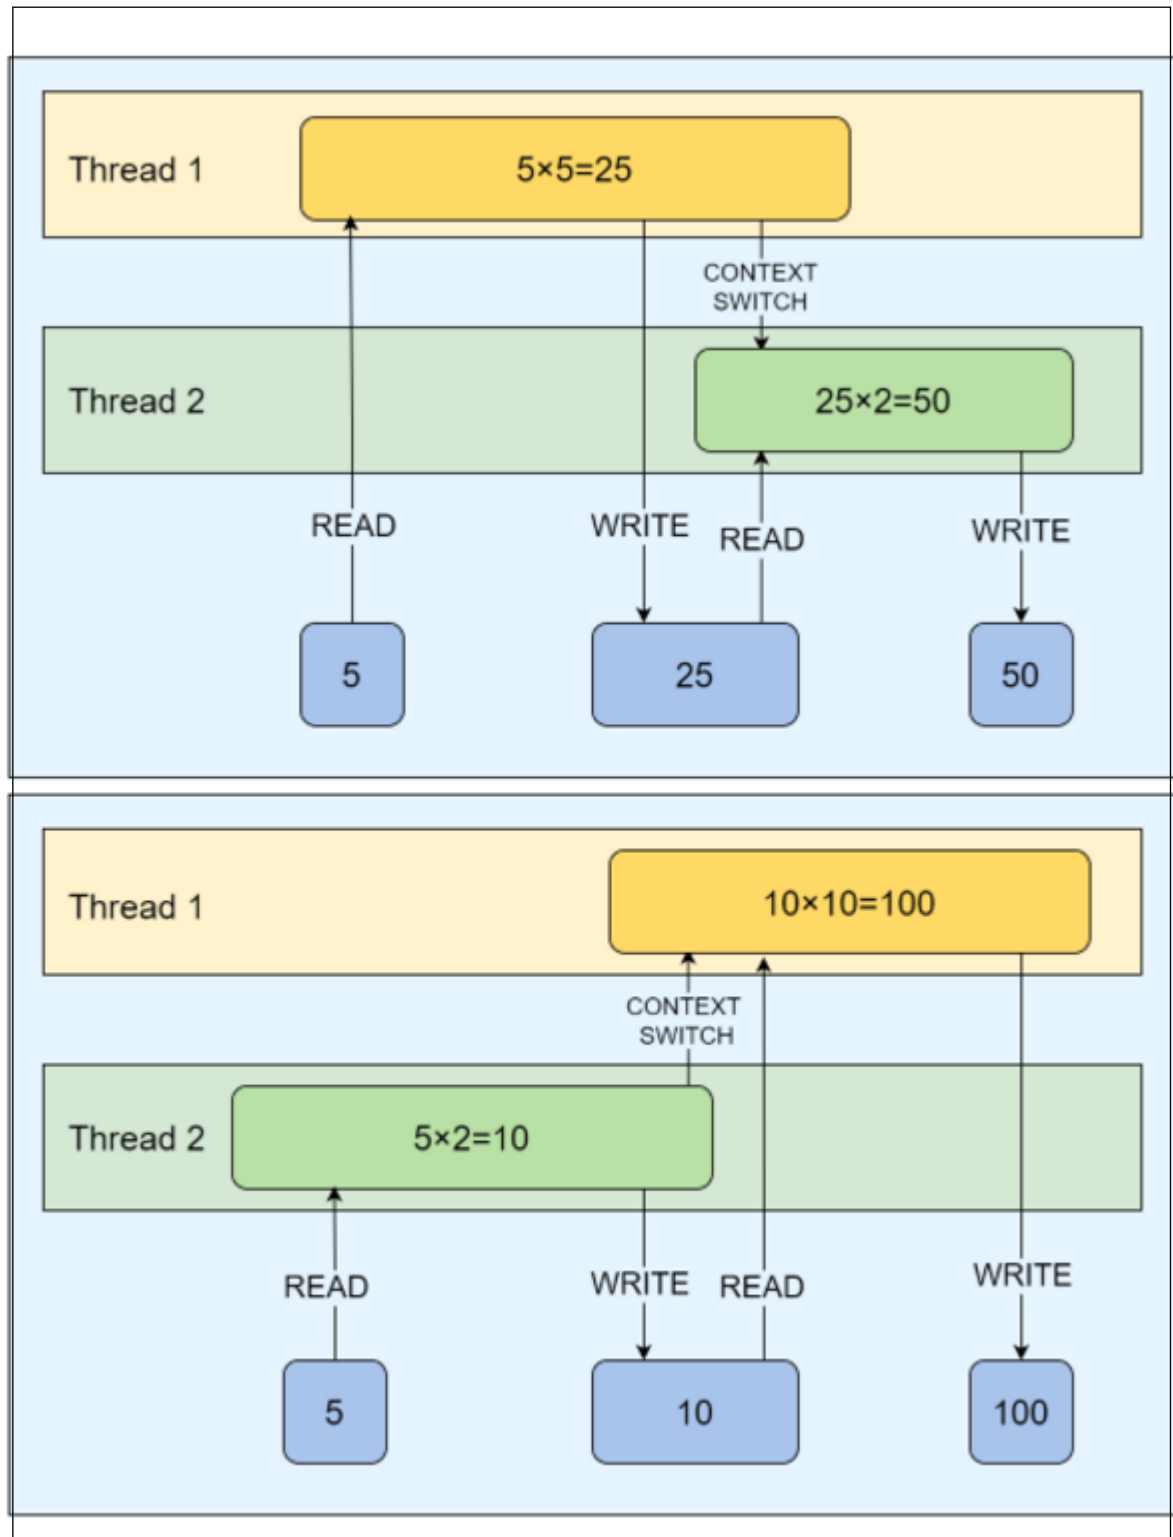 Thread 1
5×5=25
CONTEXT
SWITCH
Thread 2
25×2=50
READ
WRITE
READ
WRITE
5
25
50
Thread 1
10×10=100
CONTEXT
SWITCH
Thread 2
5×2=10
READ
WRITE
READ
WRITE
5
10
100